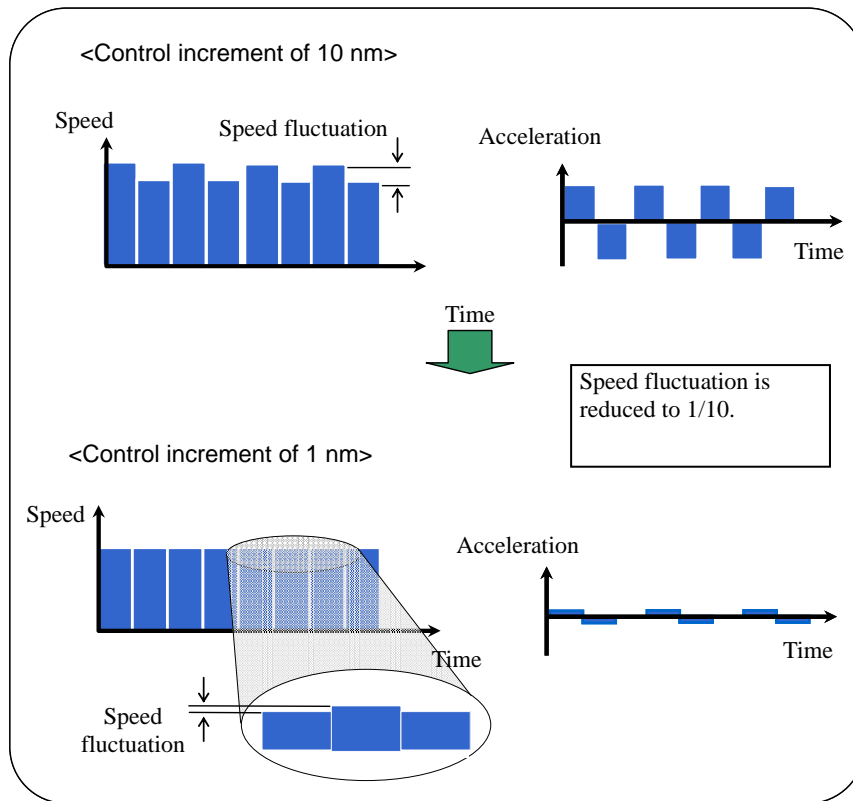 <Control increment of 10 nm>
Speed
Speed fluctuation
Acceleration
Time
Time
Speed fluctuation is
reduced to 1/10.
<Control increment of 1 nm>
Speed
Acceleration
Time
Time
Speed
fluctuation